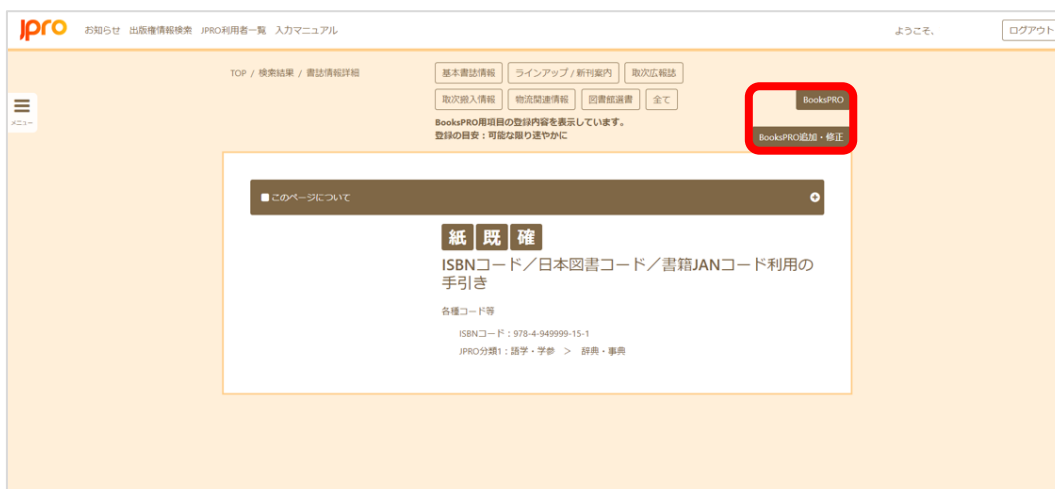 Jpro お知らせ 出版権情報検索 JPRO利用者一覧 入力マニュアル ようこそ、 ログアウト
TOP / 検索結果 / 書誌情報詳細
基本書誌情報 ラインアップ / 新刊案内 取次広報誌
取次搬入情報 物流関連情報 図書館選書 全て BooksPRO
メニュー
BooksPRO用項目の登録内容を表示しています。
登録の目安：可能な限り速やかに BooksPRO追加・修正
このページについて
紙 既 確
ISBNコード／日本図書コード／書籍JANコード利用の
手引き
各種コード等
ISBNコード：978-4-949999-15-1
JPRO分類1：語学・学参 ＞ 辞典・事典